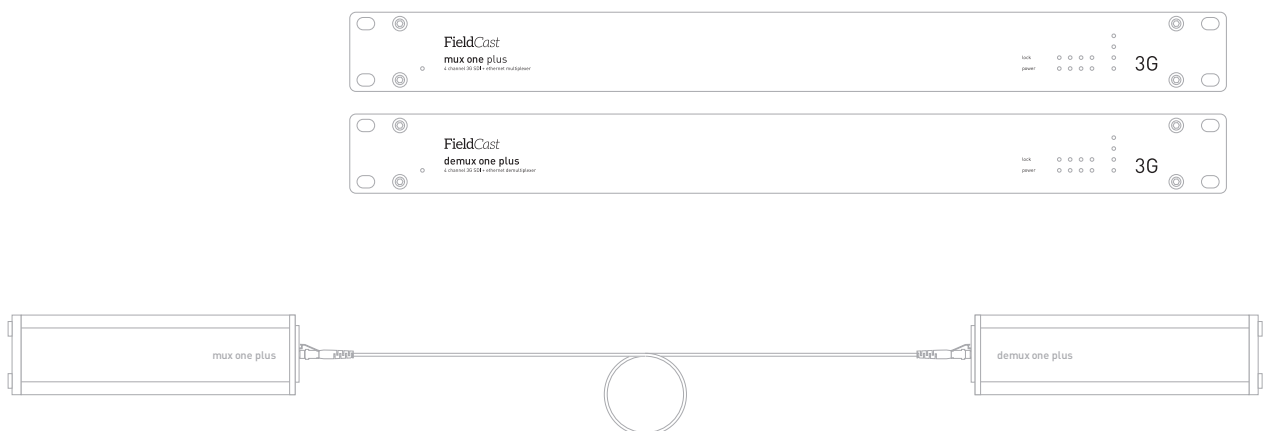 FieldCast
mux one plus
4 channel 3G SDI + ethernet multiplexer
lock
power
3G
FieldCast
demux one plus
4 channel 3G SDI + ethernet demultiplexer
lock
power
3G
mux one plus
demux one plus